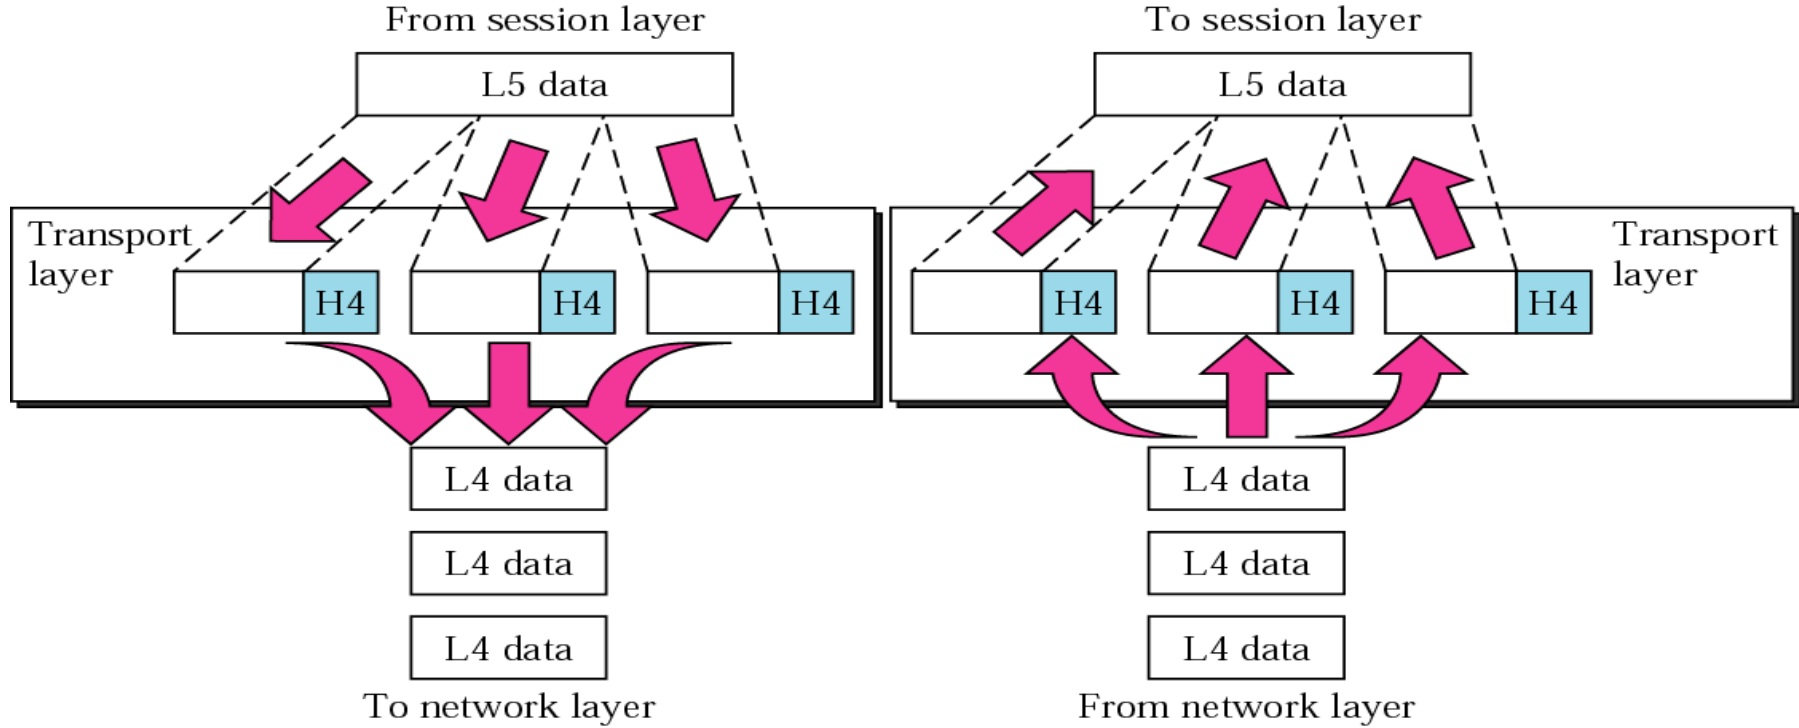 From session layer
L5 data
Transport
layer
H4
H4
H4
L4 data
L4 data
L4 data
To network layer
To session layer
L5 data
Transport
layer
H4
H4
H4
L4 data
L4 data
L4 data
From network layer